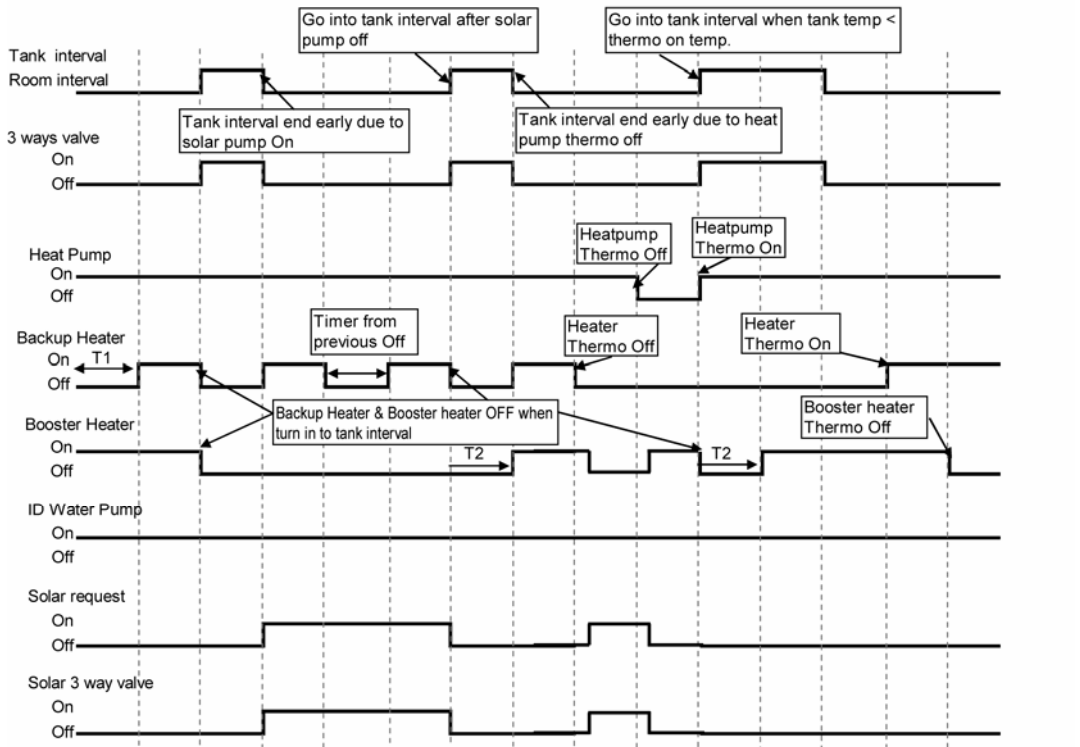 Go into tank interval after solar
pump off
Go into tank interval when tank temp <
thermo on temp.
Tank interval
Room interval
Tank interval end early due to
solar pump On
Tank interval end early due to heat
pump thermo off
3 ways valve
On
Off
Heatpump
Thermo Off
Heatpump
Thermo On
Heat Pump
On
Off
Timer from
previous Off
Heater
Thermo Off
Heater
Thermo On
Backup Heater
On
T1
Off
Backup Heater & Booster heater OFF when
turn in to tank interval
Booster heater
Thermo Off
Booster Heater
On
Off
T2
T2
ID Water Pump
On
Off
Solar request
On
Off
Solar 3 way valve
On
Off